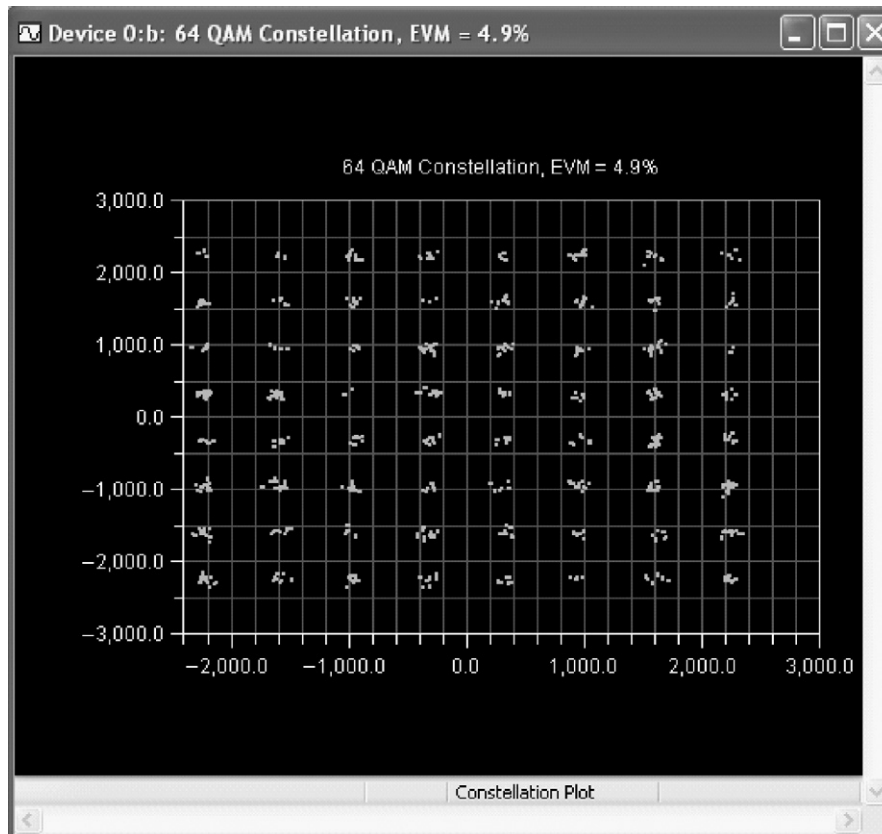 Device 0:b: 64 QAM Constellation, EVM = 4.9%
64 QAM Constellation, EVM = 4.9%
3,000.0
2,000.0
1,000.0
0.0
−1,000.0
−2,000.0
−3,000.0
−2,000.0 −1,000.0 0.0 1,000.0 2,000.0 3,000.0
Constellation Plot